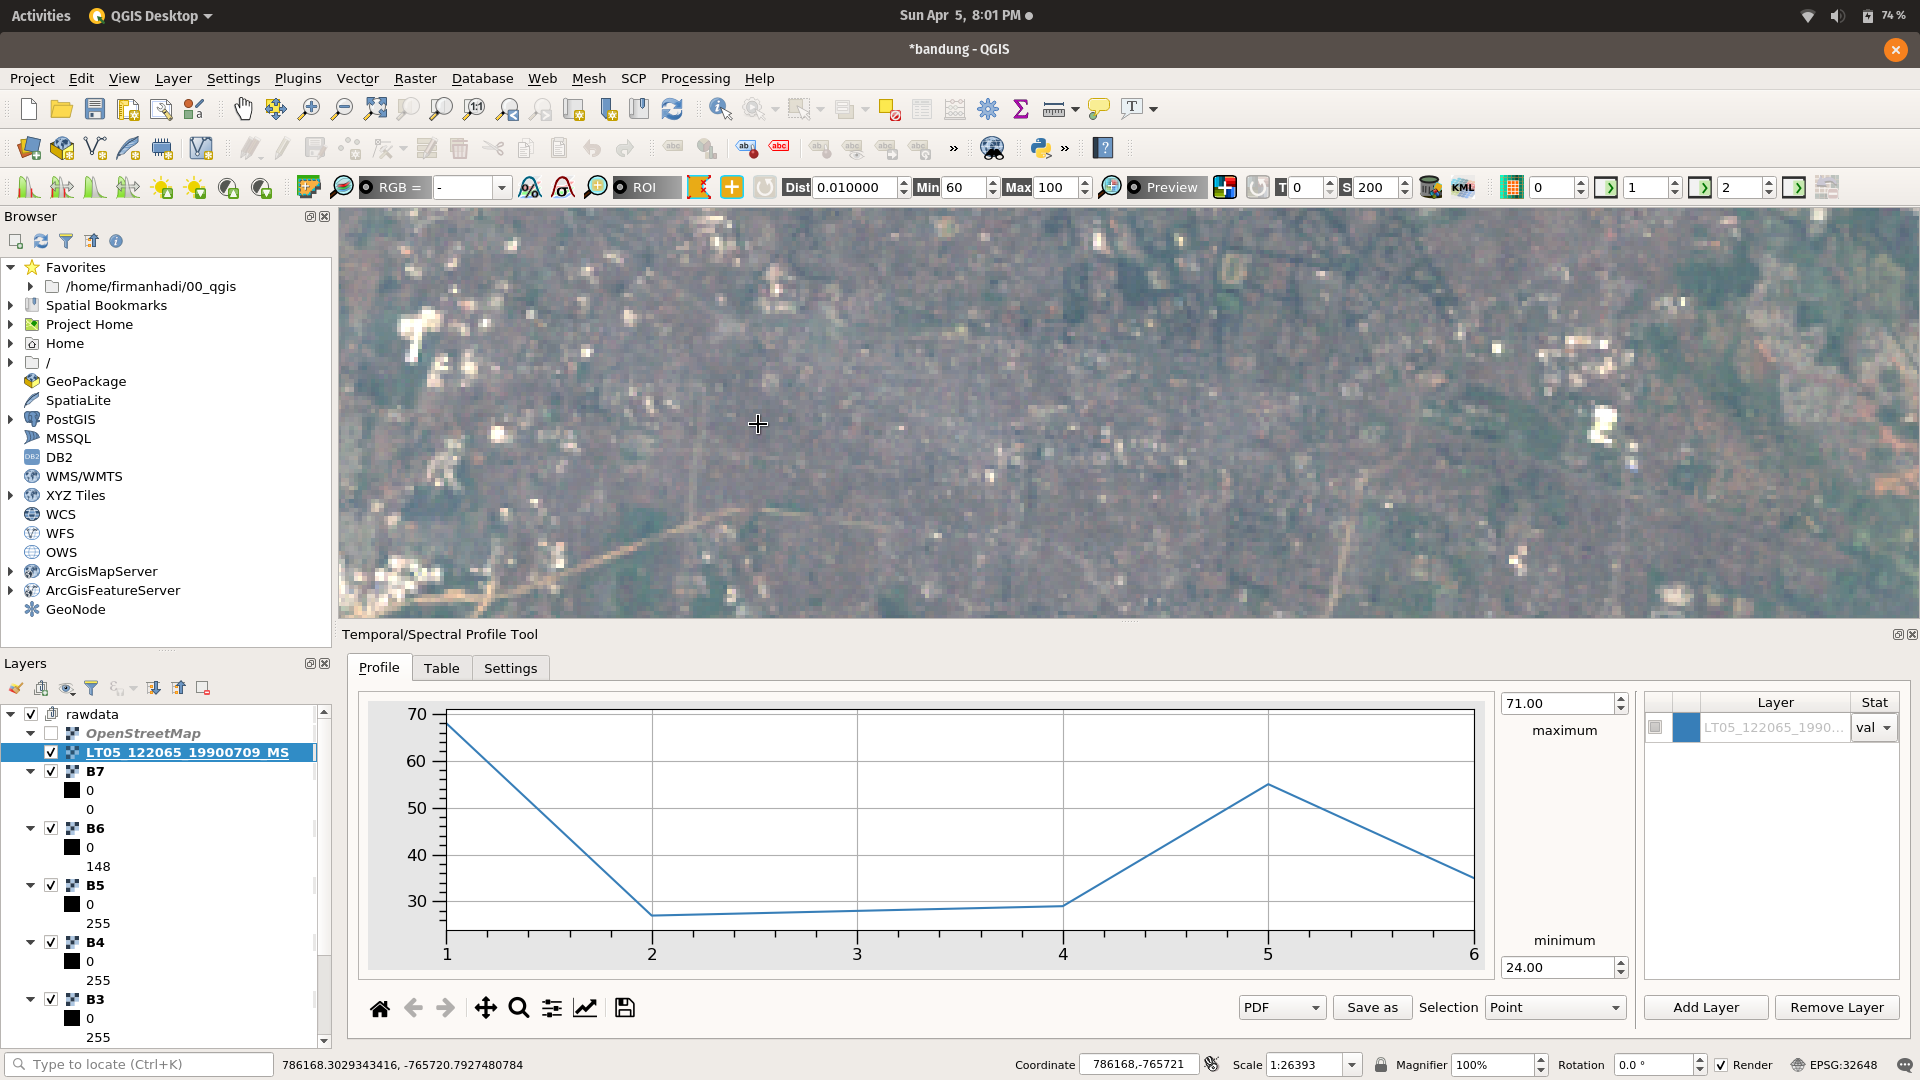 Activities QGIS Desktop Sun Apr 5, 8:01 PM 74 %
*bandung - QGIS
Project Edit View Layer Settings Plugins Vector Raster Database Web Mesh SCP Processing Help
RGB = - ROI Dist 0.010000 Min 60 Max 100 Preview T 0 S 200 KML 0 1 2
Browser
Favorites
/home/firmanhadi/00_qgis
Spatial Bookmarks
Project Home
Home
/
GeoPackage
SpatiaLite
PostGIS
MSSQL
DB2
WMS/WMTS
XYZ Tiles
WCS
WFS
OWS
ArcGisMapServer
ArcGisFeatureServer
GeoNode
Layers
rawdata
OpenStreetMap
LT05_122065_19900709_MS
B7
0
0
B6
0
148
B5
0
255
B4
0
255
B3
0
255
Temporal/Spectral Profile Tool
Profile Table Settings
70
60
50
40
30
1 2 3 4 5 6
71.00
maximum
minimum
24.00
Layer Stat
LT05_122065_1990... val
PDF Save as Selection Point Add Layer Remove Layer
Type to locate (Ctrl+K) 786168.3029343416, -765720.7927480784 Coordinate 786168,-765721 Scale 1:26393 Magnifier 100% Rotation 0.0 ° Render EPSG:32648